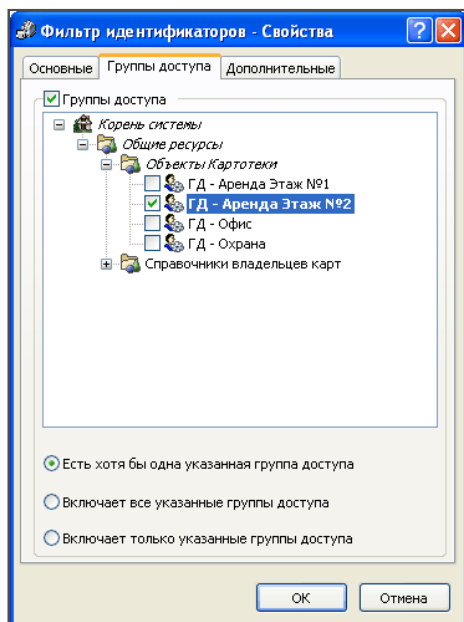 Фильтр идентификаторов - Свойства
Основные Группы доступа Дополнительные
Группы доступа
Корень системы
Общие ресурсы
Объекты Картотеки
ГД - Аренда Этаж №1
ГД - Аренда Этаж №2
ГД - Офис
ГД - Охрана
Справочники владельцев карт
Есть хотя бы одна указанная группа доступа
Включает все указанные группы доступа
Включает только указанные группы доступа
ОК Отмена